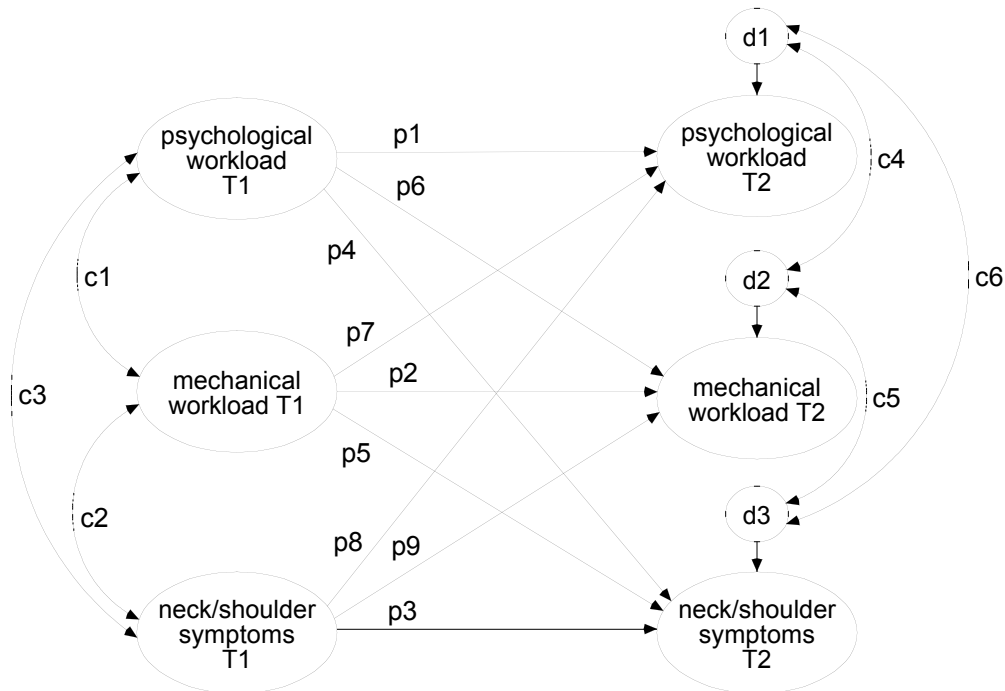 d1
psychological
workload
T1
p1
psychological
workload
T2
c4
p6
p4
c1
d2
c6
p7
c3
mechanical
workload T1
p2
mechanical
workload T2
c5
p5
c2
d3
p8
p9
neck/shoulder
symptoms
T1
p3
neck/shoulder
symptoms
T2